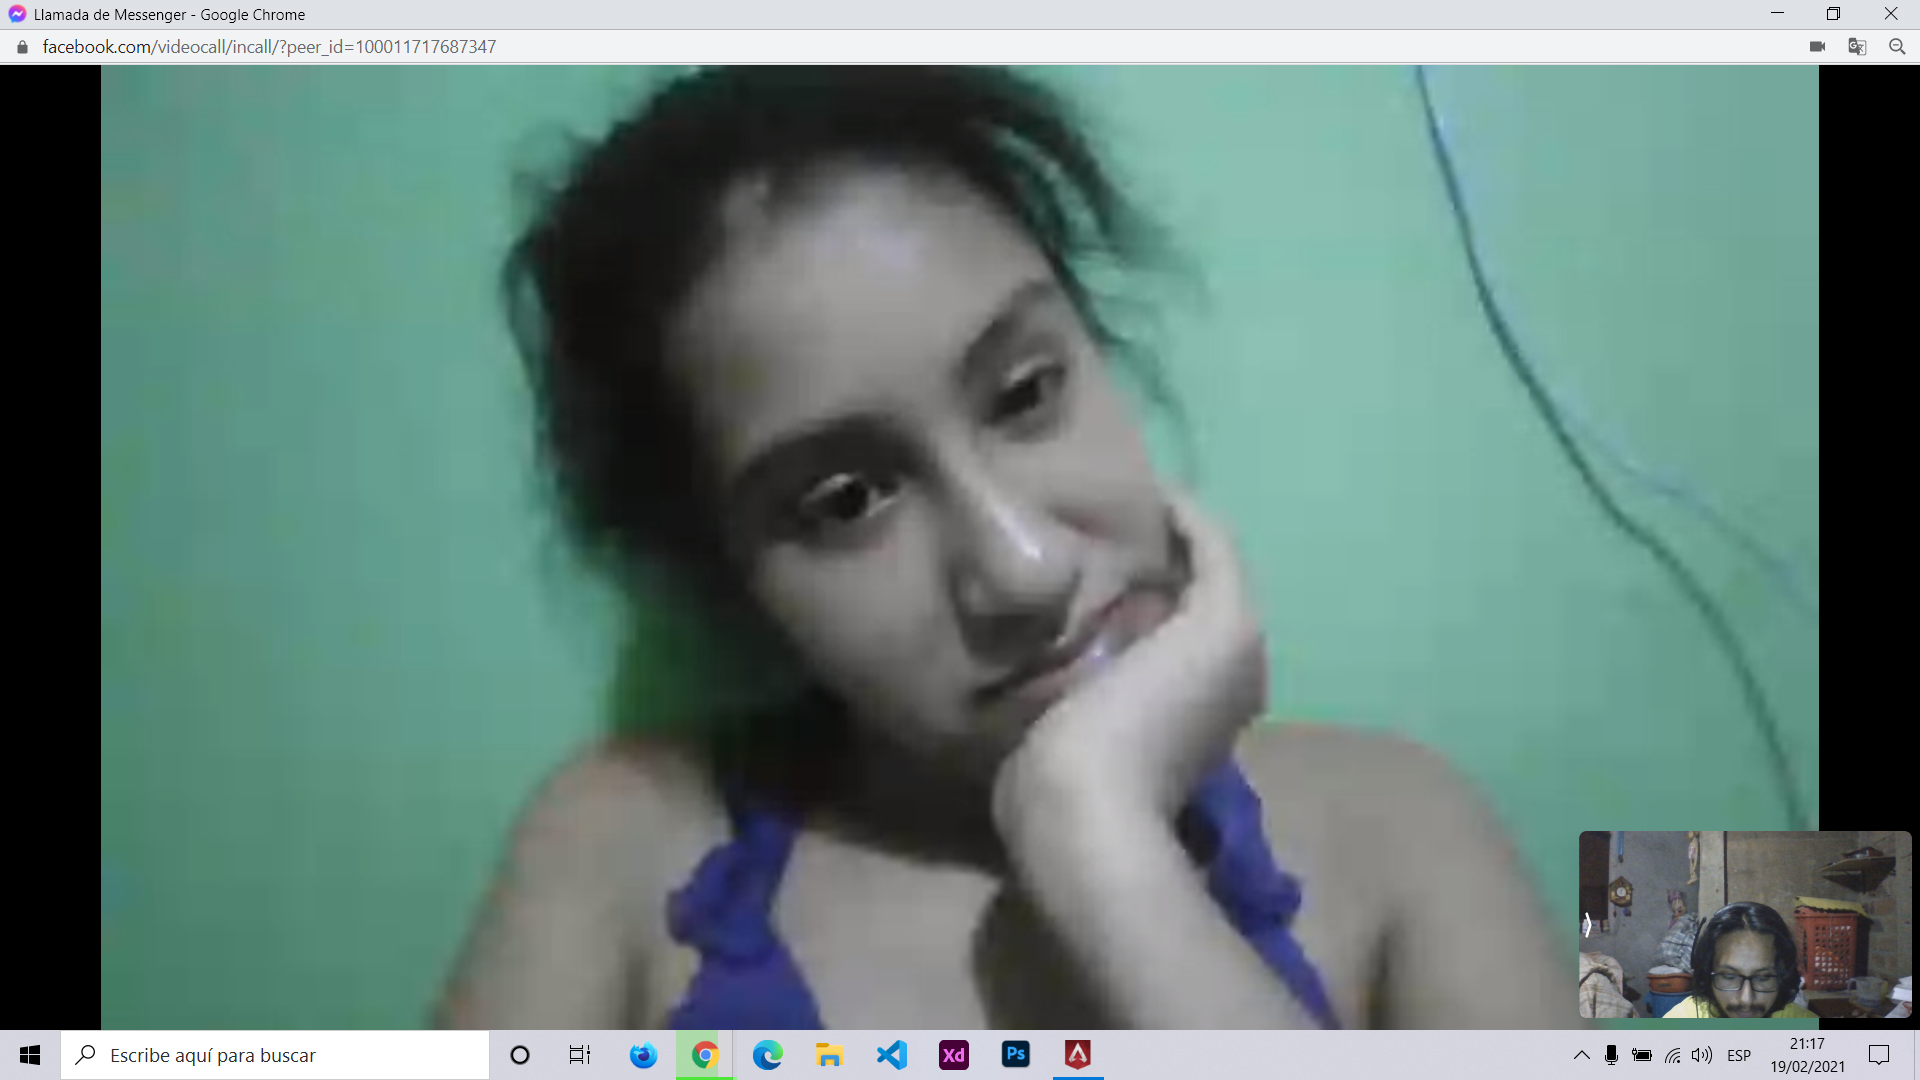 Llamada de Messenger - Google Chrome
facebook.com/videocall/incall/?peer_id=100011717687347
Escribe aquí para buscar
Xd
Ps
ESP
21:17
19/02/2021